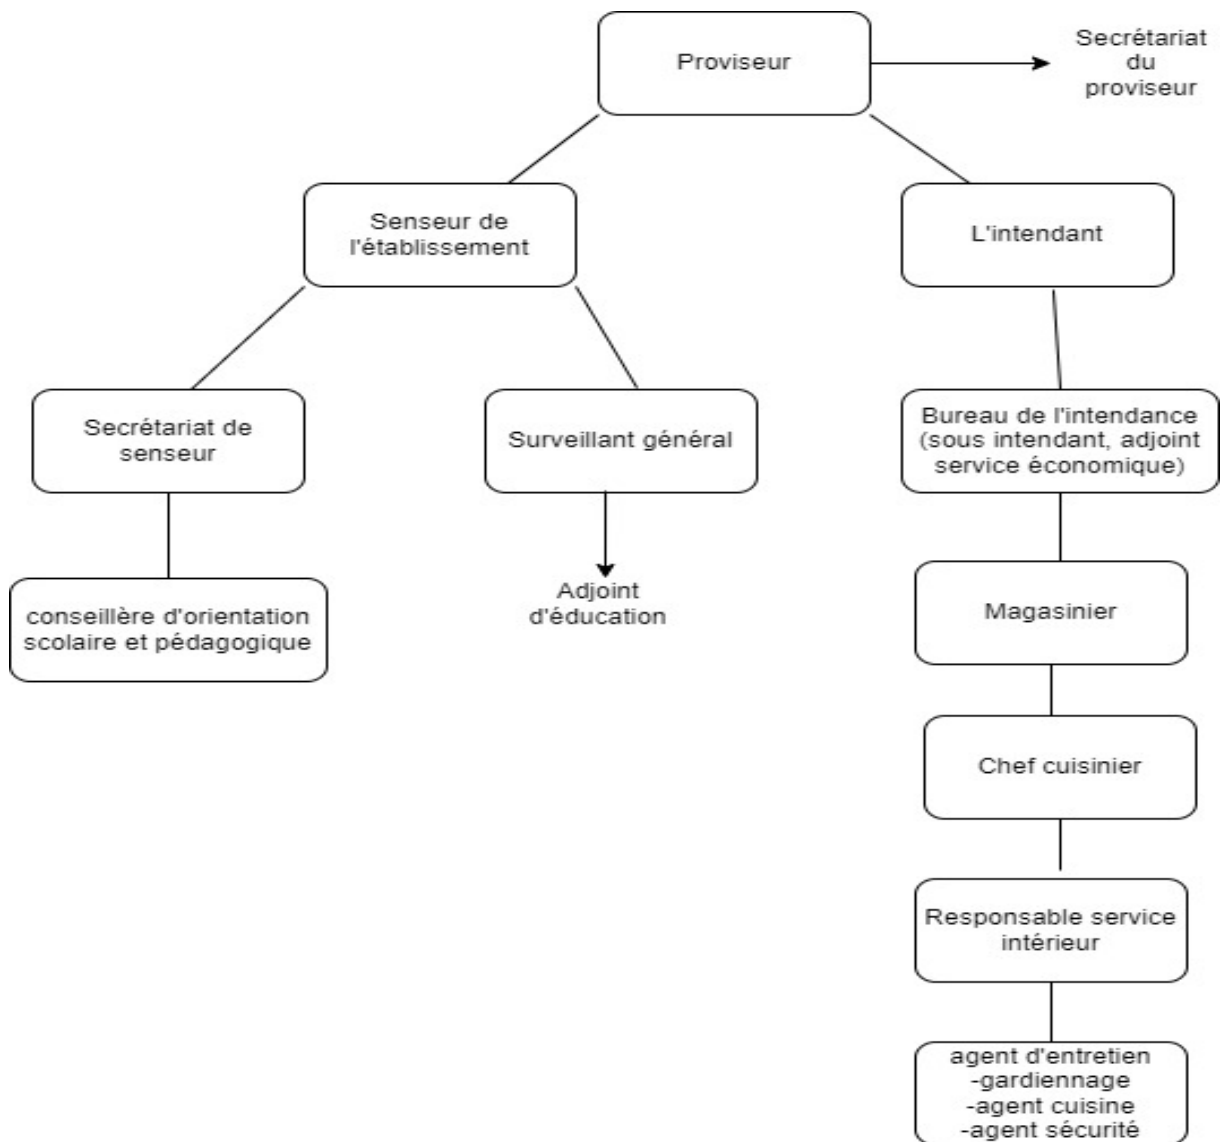 Proviseur
Secrétariat
du
proviseur
Senseur de
l'établissement
L'intendant
Secrétariat de
senseur
Surveillant général
Bureau de l'intendance
(sous intendant, adjoint
service économique)
conseillère d'orientation
scolaire et pédagogique
Adjoint
d'éducation
Magasinier
Chef cuisinier
Responsable service
intérieur
agent d'entretien
-gardiennage
-agent cuisine
-agent sécurité